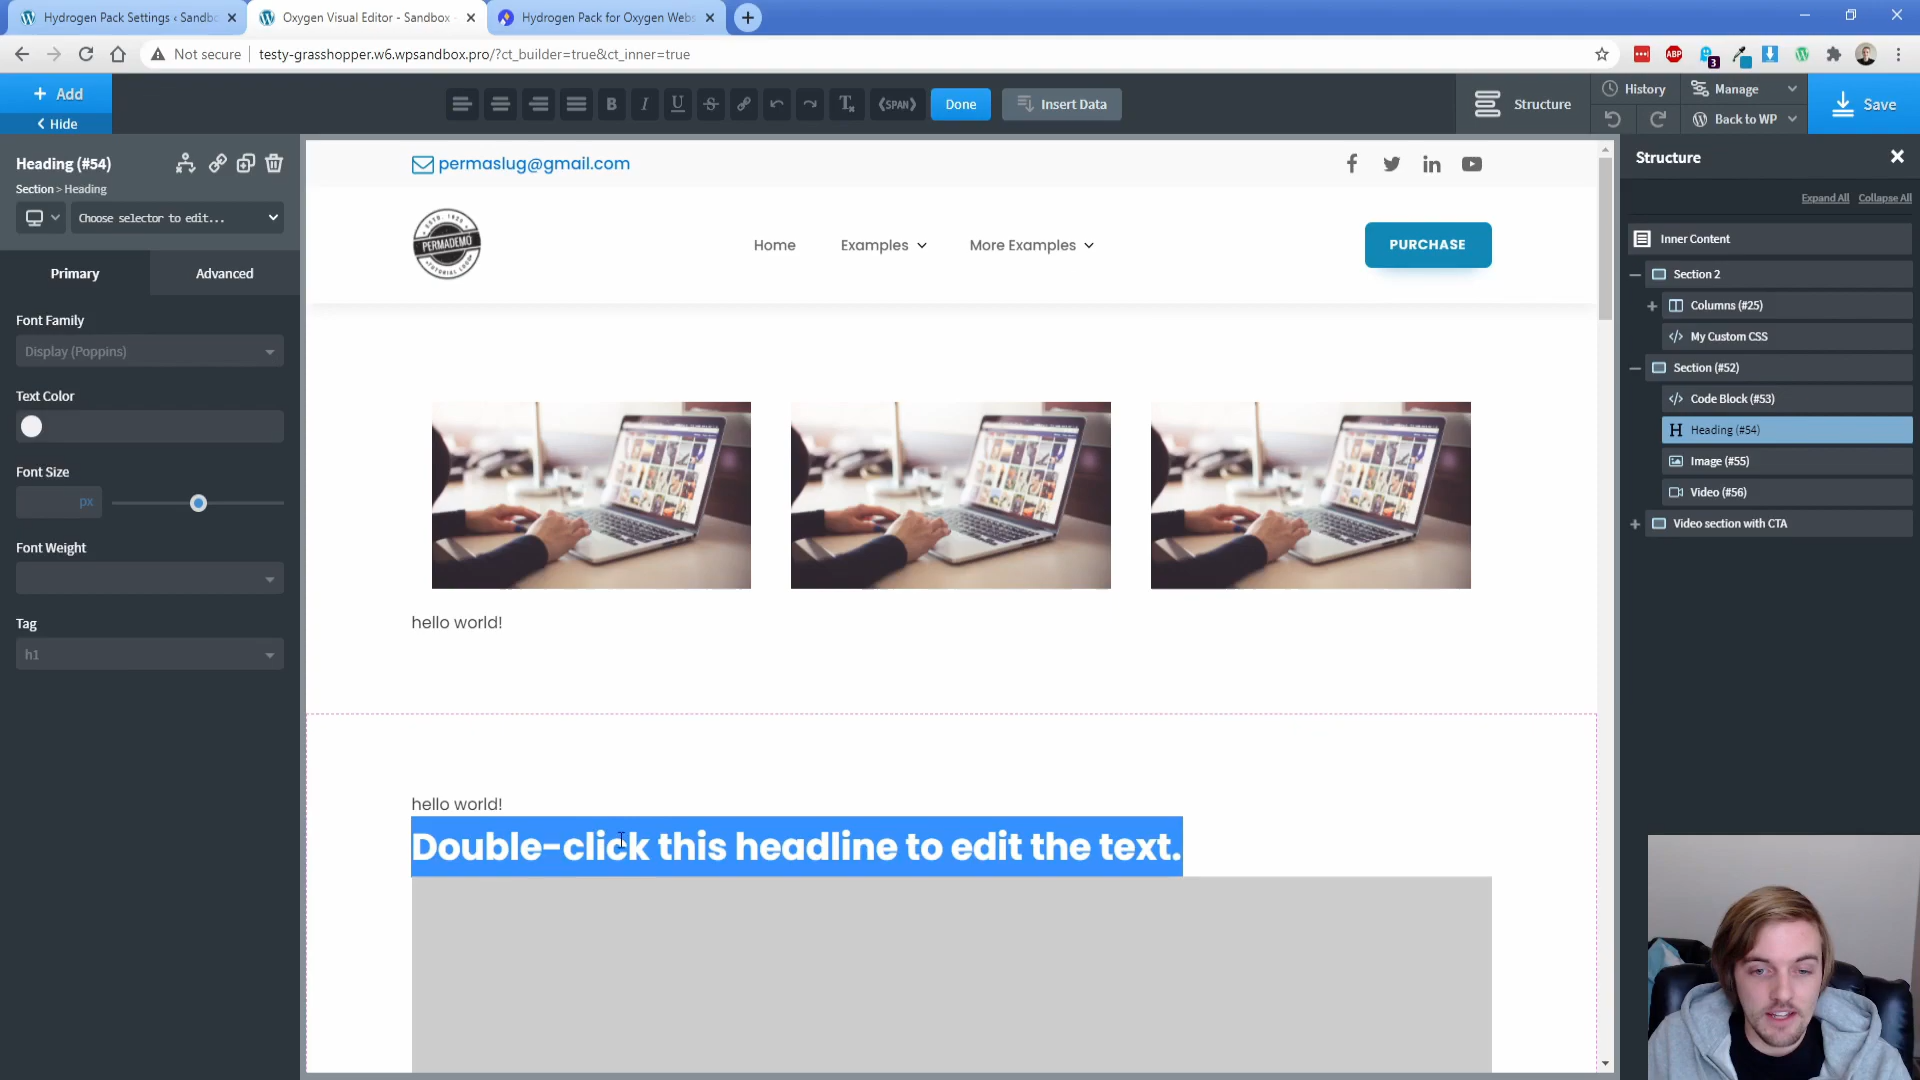 Hydrogen Pack Settings ‹ Sandbo
Oxygen Visual Editor - Sandbox -
Hydrogen Pack for Oxygen Webs
Not secure
testy-grasshopper.w6.wpsandbox.pro/?ct_builder=true&ct_inner=true
ABP
3
+ Add
Hide
B
I
U
S
Tx
SPAN
Done
Insert Data
Structure
History
Manage
Back to WP
Save
Heading (#54)
Section > Heading
Choose selector to edit...
Primary
Advanced
Font Family
Display (Poppins)
Text Color
Font Size
px
Font Weight
Tag
h1
permaslug@gmail.com
PERMADEMO
Home
Examples
More Examples
PURCHASE
hello world!
hello world!
Double-click this headline to edit the text.
Structure
Expand All
Collapse All
Inner Content
Section 2
Columns (#25)
My Custom CSS
Section (#52)
Code Block (#53)
H Heading (#54)
Image (#55)
Video (#56)
Video section with CTA